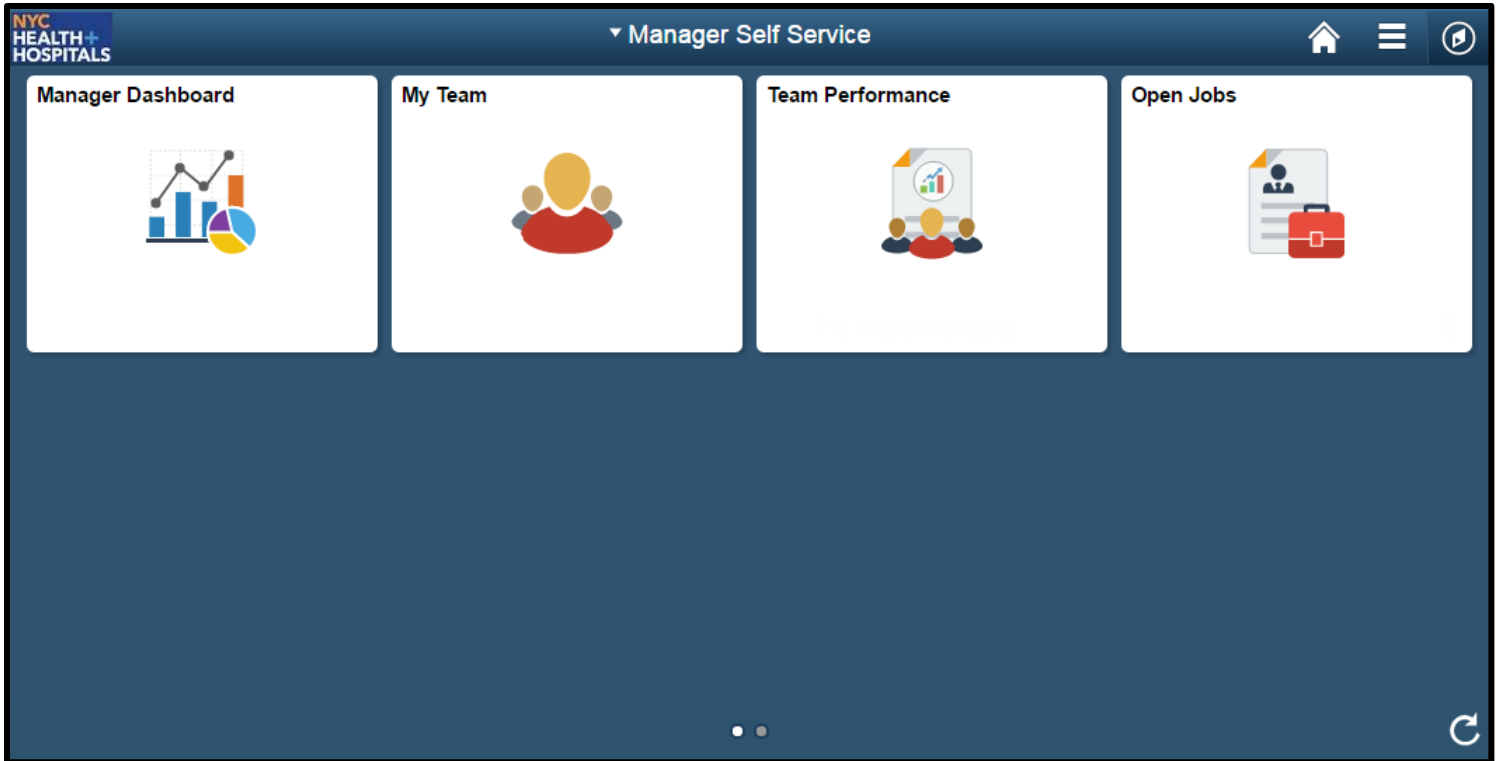 NYC
HEALTH+
HOSPITALS
Manager Self Service
Manager Dashboard
My Team
Team Performance
Open Jobs